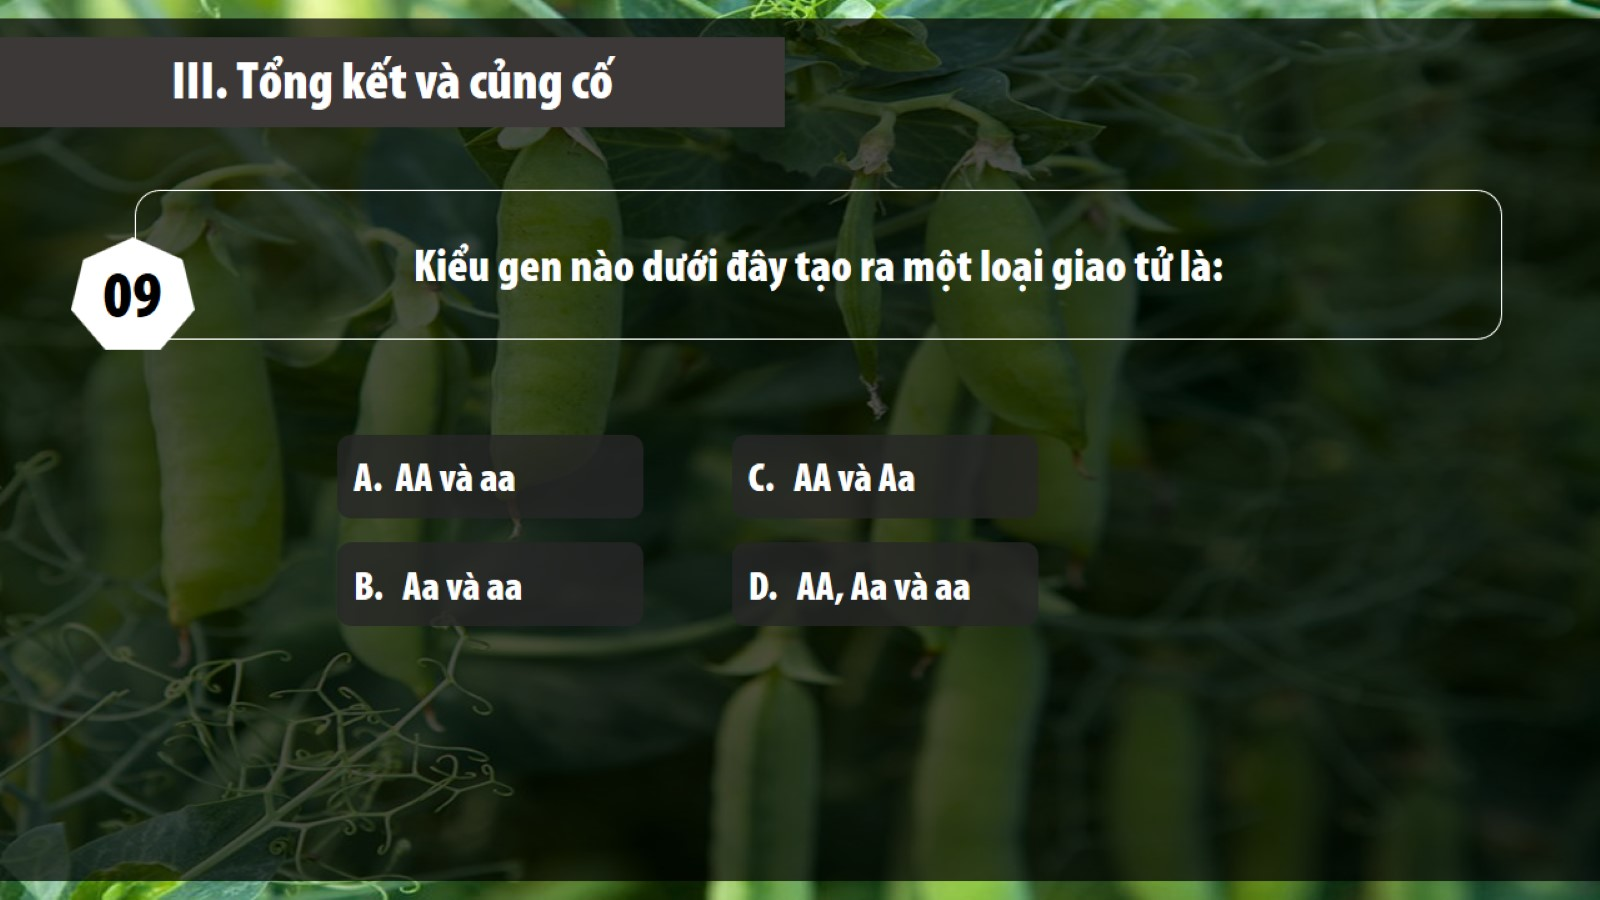 III. Tổng kết và củng cố
Kiểu gen nào dưới đây tạo ra một loại giao tử là:
09
A. AA và aa
B. Aa và aa
C. AA và Aa
D. AA, Aa và aa